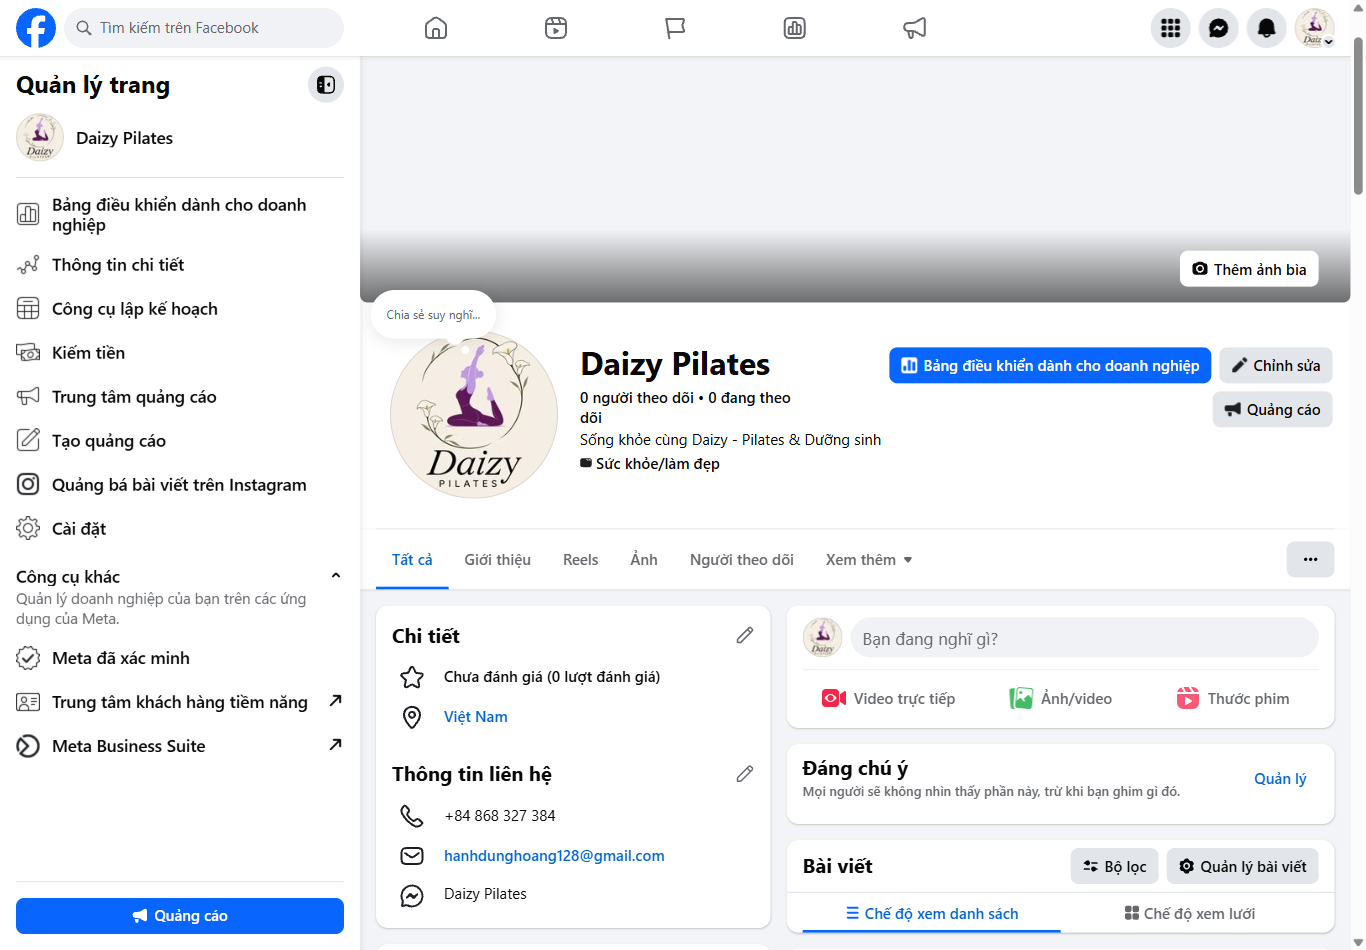 Tìm kiếm trên Facebook
Quản lý trang
Daizy Pilates
Bảng điều khiển dành cho doanh
nghiệp
Thông tin chi tiết
Công cụ lập kế hoạch
Kiếm tiền
Trung tâm quảng cáo
Tạo quảng cáo
Quảng bá bài viết trên Instagram
Cài đặt
Công cụ khác
Quản lý doanh nghiệp của bạn trên các ứng
dụng của Meta.
Meta đã xác minh
Trung tâm khách hàng tiềm năng
Meta Business Suite
Quảng cáo
Thêm ảnh bìa
Chia sẻ suy nghĩ...
Daizy
PILATES
Daizy Pilates
0 người theo dõi • 0 đang theo
dõi
Sống khỏe cùng Daizy - Pilates & Dưỡng sinh
Sức khỏe/làm đẹp
Bảng điều khiển dành cho doanh nghiệp
Chỉnh sửa
Quảng cáo
Tất cả
Giới thiệu
Reels
Ảnh
Người theo dõi
Xem thêm
Chi tiết
Chưa đánh giá (0 lượt đánh giá)
Việt Nam
Thông tin liên hệ
+84 868 327 384
hanhdunghoang128@gmail.com
Daizy Pilates
Bạn đang nghĩ gì?
Video trực tiếp
Ảnh/video
Thước phim
Đáng chú ý
Mọi người sẽ không nhìn thấy phần này, trừ khi bạn ghim gì đó.
Quản lý
Bài viết
Bộ lọc
Quản lý bài viết
Chế độ xem danh sách
Chế độ xem lưới